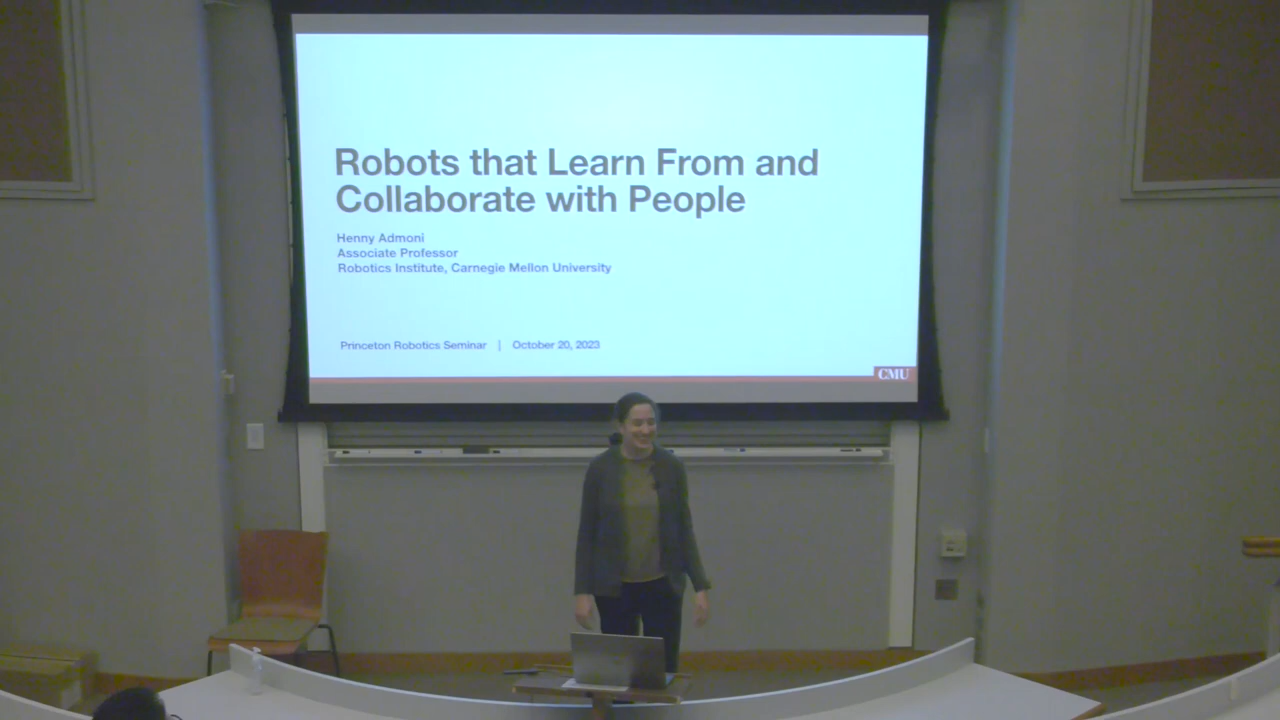 Robots that Learn From and
Collaborate with People
Henny Admoni
Associate Professor
Robotics Institute, Carnegie Mellon University
Princeton Robotics Seminar | October 20, 2023
CMU